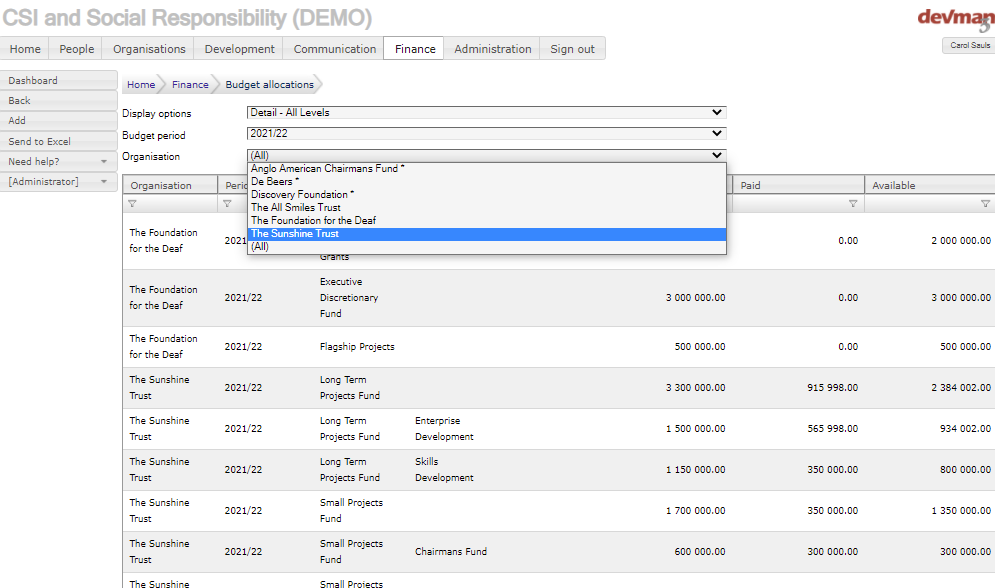 CSI and Social Responsibility (DEMO)
devman
3
Home People Organisations Development Communication Finance Administration Sign out
Carol Sauls
Dashboard
Back
Add
Send to Excel
Need help?
[Administrator]
Home Finance Budget allocations
Display options Detail - All Levels
Budget period 2021/22
Organisation (All)
Anglo American Chairmans Fund *
De Beers *
Discovery Foundation *
The All Smiles Trust
The Foundation for the Deaf
The Sunshine Trust
(All)
Organisation Perio Paid Available
The Foundation
for the Deaf
2021 0.00 2 000 000.00
Grants
The Foundation
for the Deaf
2021/22
Executive
Discretionary
Fund
3 000 000.00 0.00 3 000 000.00
The Foundation
for the Deaf
2021/22 Flagship Projects 500 000.00 0.00 500 000.00
The Sunshine
Trust
2021/22
Long Term
Projects Fund
3 300 000.00 915 998.00 2 384 002.00
The Sunshine
Trust
2021/22
Long Term
Projects Fund
Enterprise
Development
1 500 000.00 565 998.00 934 002.00
The Sunshine
Trust
2021/22
Long Term
Projects Fund
Skills
Development
1 150 000.00 350 000.00 800 000.00
The Sunshine
Trust
2021/22
Small Projects
Fund
1 700 000.00 350 000.00 1 350 000.00
The Sunshine
Trust
2021/22
Small Projects
Fund
Chairmans Fund 600 000.00 300 000.00 300 000.00
The Sunshine Small Projects